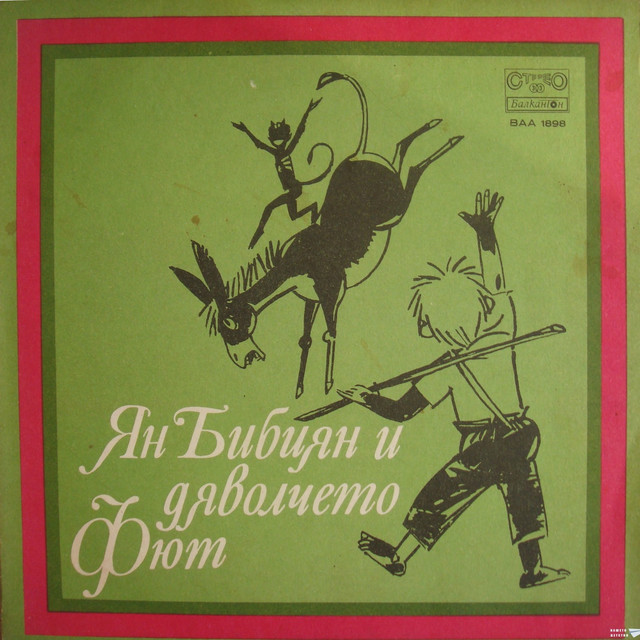 СТЕРЕО
Балкантон
ВАА 1898
Ян Бибиян и
дяволчето
Фют